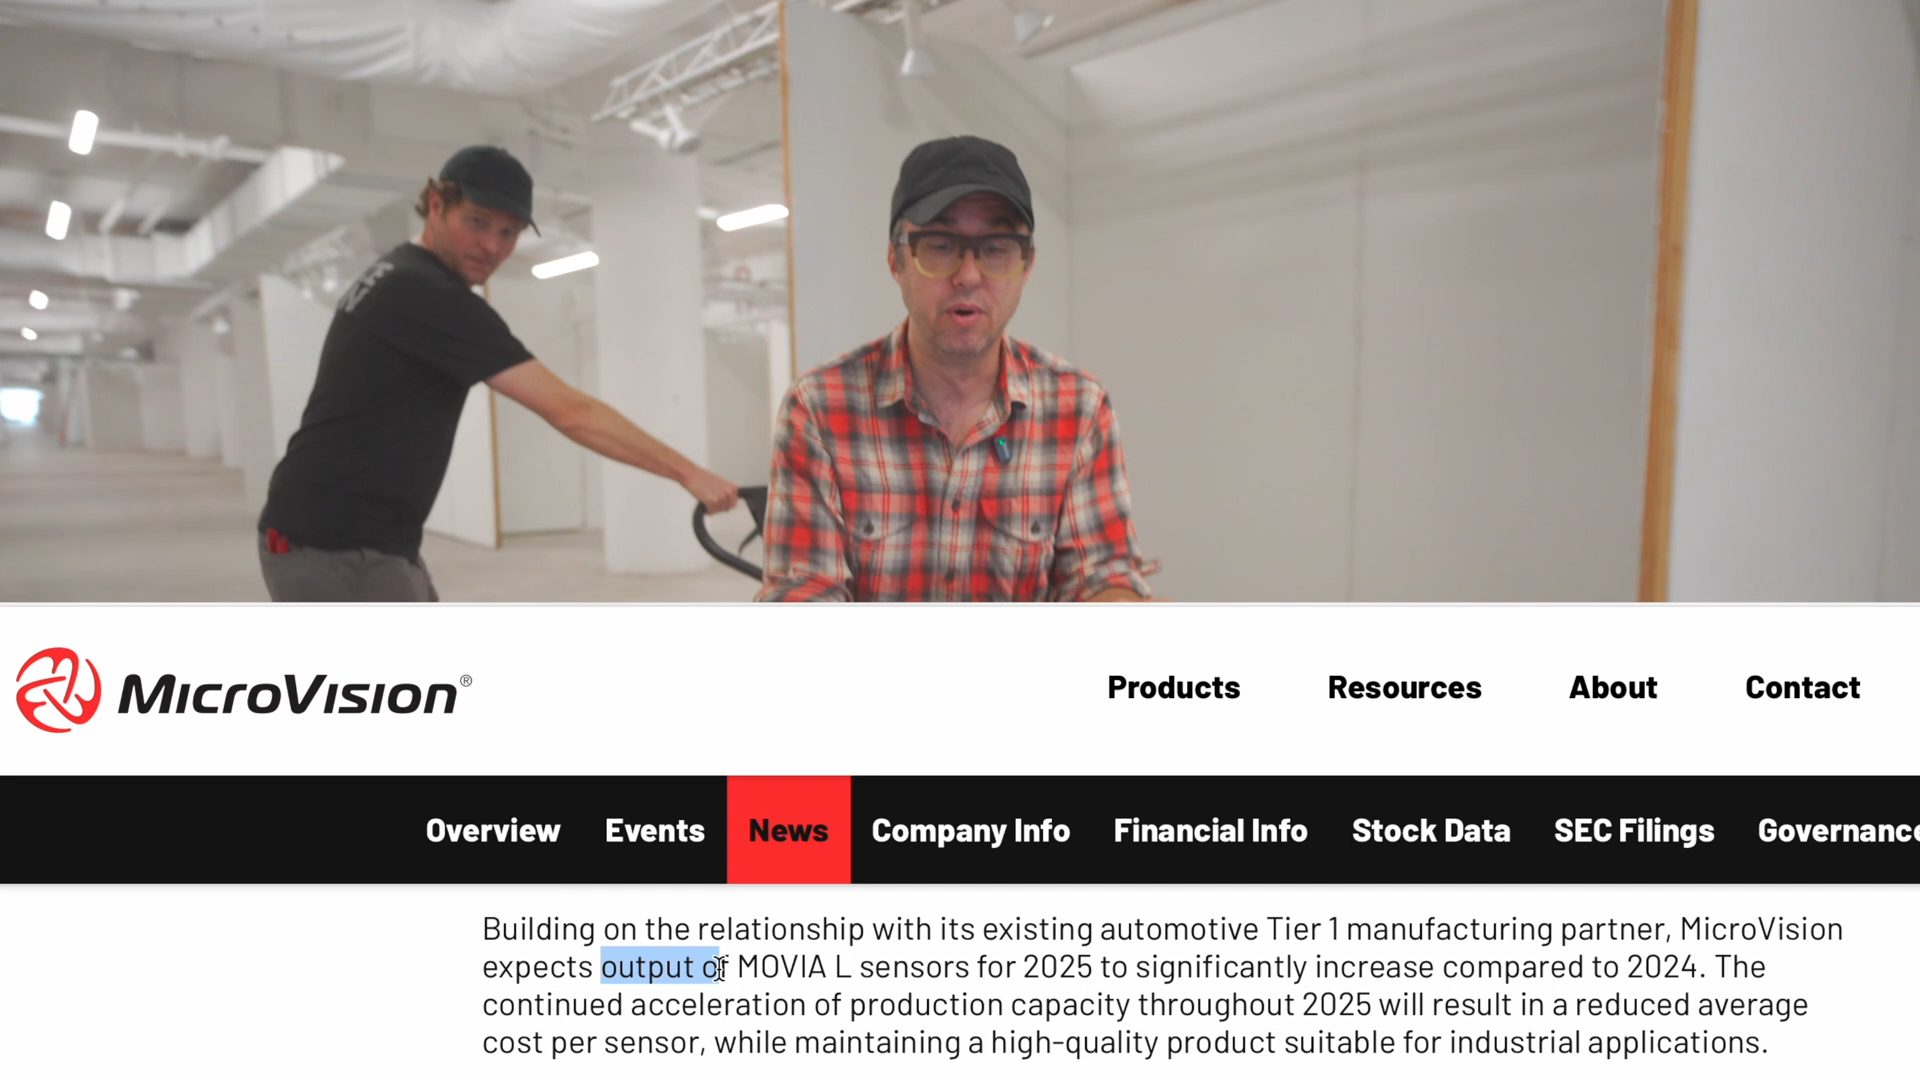 MicroVision®
Products Resources About Contact
Overview Events News Company Info Financial Info Stock Data SEC Filings Governance
Building on the relationship with its existing automotive Tier 1 manufacturing partner, MicroVision
expects output of MOVIA L sensors for 2025 to significantly increase compared to 2024. The
continued acceleration of production capacity throughout 2025 will result in a reduced average
cost per sensor, while maintaining a high-quality product suitable for industrial applications.